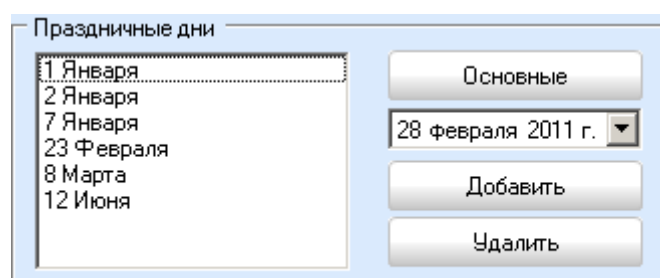 Праздничные дни
1 Января
2 Января
7 Января
23 Февраля
8 Марта
12 Июня
Основные
28 февраля 2011 г.
Добавить
Удалить